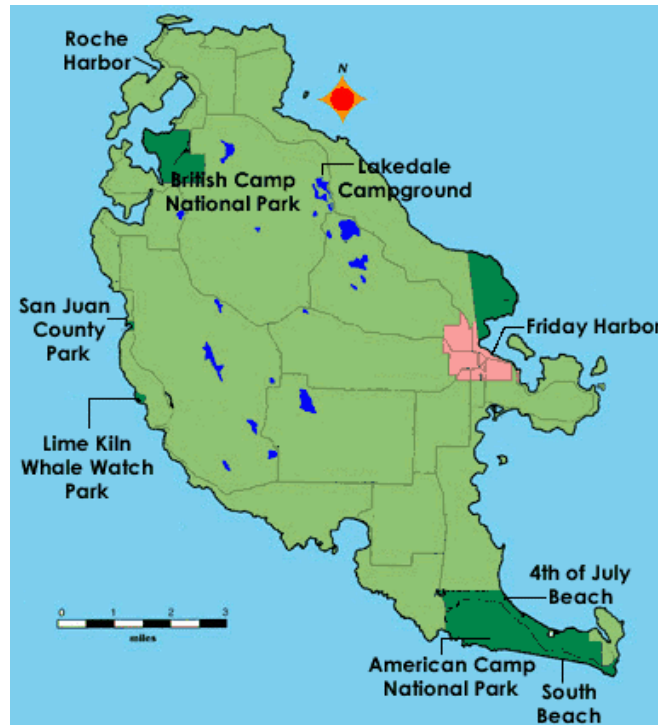 Roche
Harbor
N
Lakedale
Campground
British Camp
National Park
San Juan
County
Park
Friday Harbor
Lime Kiln
Whale Watch
Park
4th of July
Beach
0 1 2 3
miles
American Camp
National Park
South
Beach